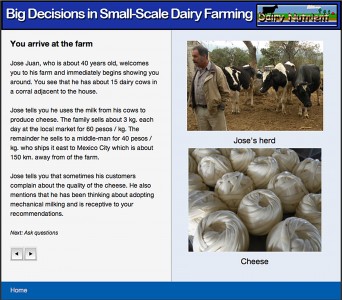 Big Decisions in Small-Scale Dairy Farming
Dairy Nutrient
You arrive at the farm
Jose Juan, who is about 40 years old, welcomes
you to his farm and immediately begins showing you
around. You see that he has about 15 dairy cows in
a corral adjacent to the house.
Jose tells you he uses the milk from his cows to
produce cheese. The family sells about 3 kg. each
day at the local market for 60 pesos / kg. The
remainder he sells to a middle-man for 40 pesos /
kg. who ships it east to Mexico City which is about
150 km. away from of the farm.
Jose tells you that sometimes his customers
complain about the quality of the cheese. He also
mentions that he has been thinking about adopting
mechanical milking and is receptive to your
recommendations.
Next: Ask questions
Jose's herd
Cheese
Home